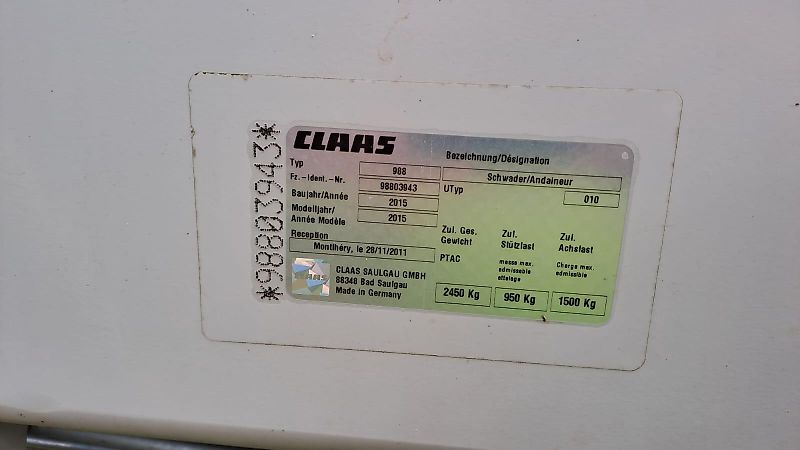 *98803943*
CLAAS
Bezeichnung/Désignation
Typ 988 Schwader/Andaineur
Fz.-Ident.-Nr. 98803943 UTyp 010
Baujahr/Année 2015
Modelljahr/
Année Modèle 2015
Reception
Montlhéry, le 28/11/2011
Zul. Ges.
Gewicht
PTAC
2450 Kg
Zul.
Stützlast
masse max.
admissible
attelage
950 Kg
Zul.
Achslast
Charge max.
admissible
1500 Kg
CLAAS
CLAAS SAULGAU GMBH
88348 Bad Saulgau
Made in Germany